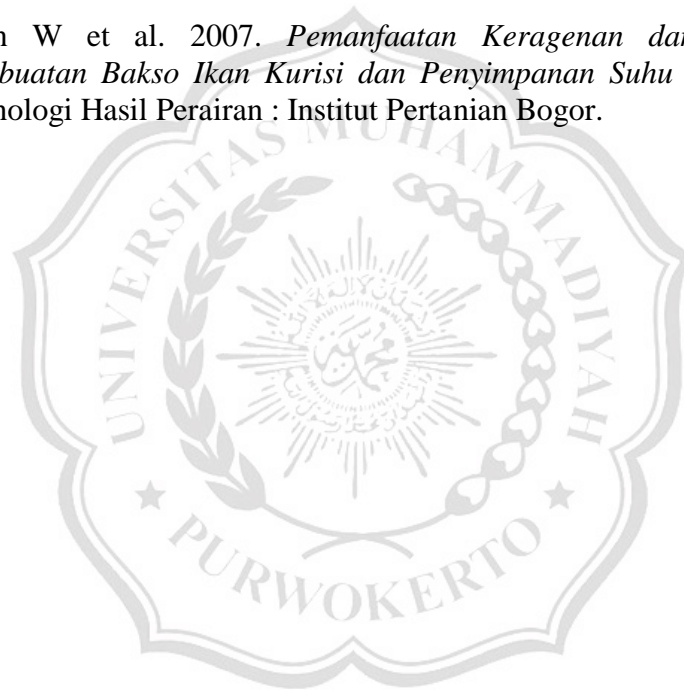 n W et al. 2007. Pemanfaatan Keragenan dar
buatan Bakso Ikan Kurisi dan Penyimpanan Suhu
nologi Hasil Perairan : Institut Pertanian Bogor.
UNIVERSITAS MUHAMMADIYAH
PURWOKERTO